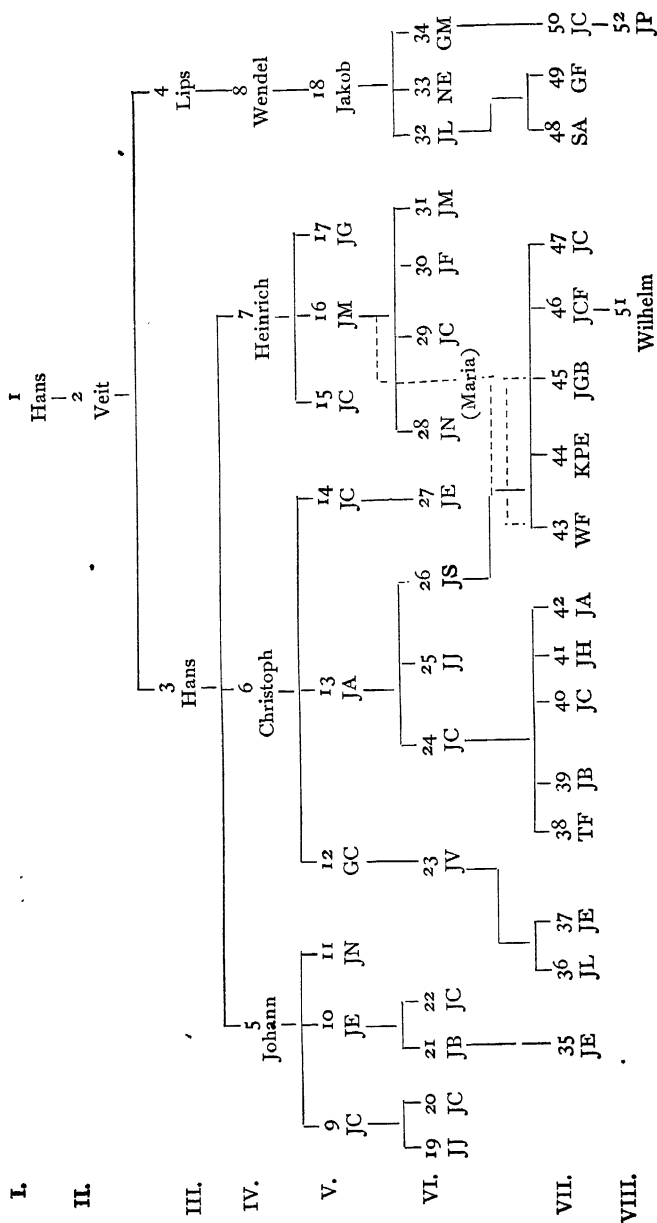 I. 1
Hans
II. 2
Veit
III. 3 4
Hans Lips
IV. 5 6 7 8
Johann Christoph Heinrich Wendel
V. 9 10 11 12 13 14 15 16 17 18
JC JE JN GC JA JC JC JM JG Jakob
VI. 19 20 21 22 23 24 25 26 27 28 29 30 31 32 33 34
JJ JC JB JC JV JC JJ JS JE JN JC JF JM JL NE GM
(Maria)
VII. 35 36 37 38 39 40 41 42 43 44 45 46 47 48 49 50
JE JL JE TF JB JC JH JA WF KPE JGB JCF JC SA GF JC
VIII. 51 52
Wilhelm JP